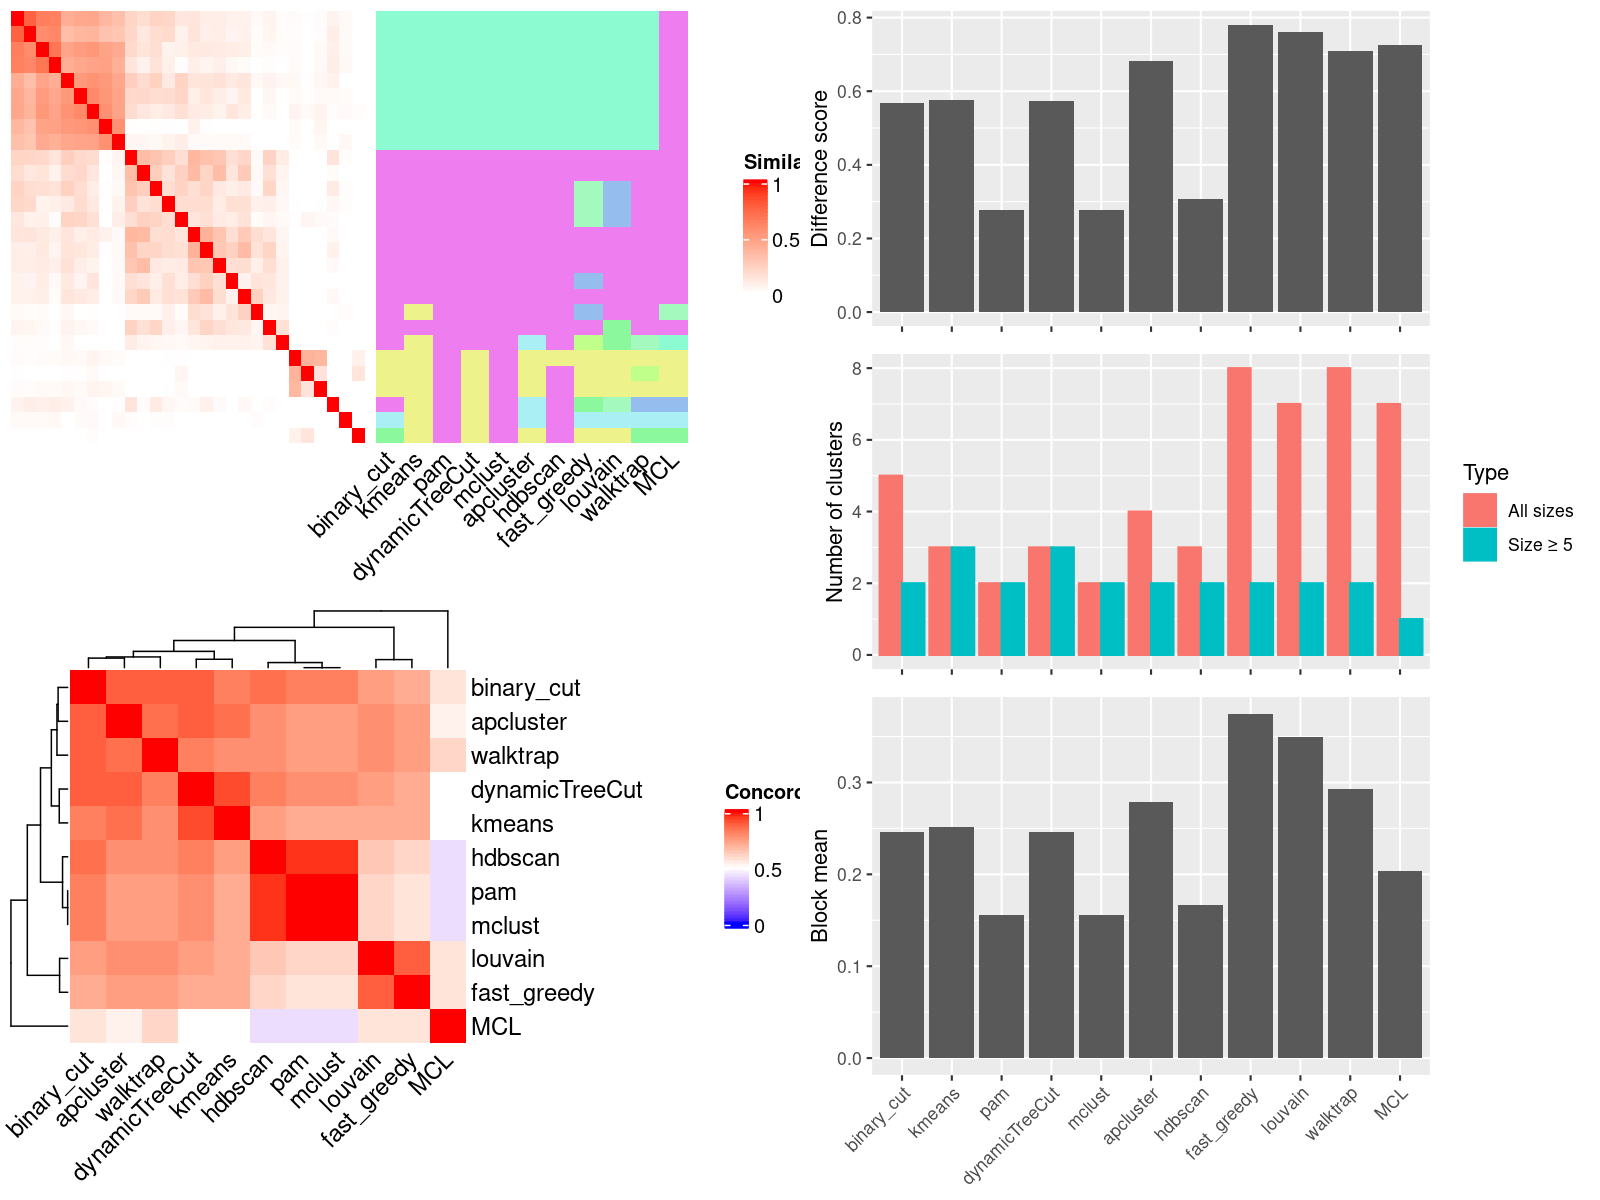 Simila
1
0.5
0
binary_cut
kmeans
pam
dynamicTreeCut
mclust
apcluster
hdbscan
fast_greedy
louvain
walktrap
MCL
binary_cut
apcluster
walktrap
dynamicTreeCut
kmeans
hdbscan
pam
mclust
louvain
fast_greedy
MCL
binary_cut
apcluster
walktrap
dynamicTreeCut
kmeans
hdbscan
pam
mclust
louvain
fast_greedy
MCL
Concord
1
0.5
0
Difference score
0.8
0.6
0.4
0.2
0.0
Number of clusters
8
6
4
2
0
Type
All sizes
Size ≥ 5
Block mean
0.3
0.2
0.1
0.0
binary_cut
kmeans
pam
dynamicTreeCut
mclust
apcluster
hdbscan
fast_greedy
louvain
walktrap
MCL